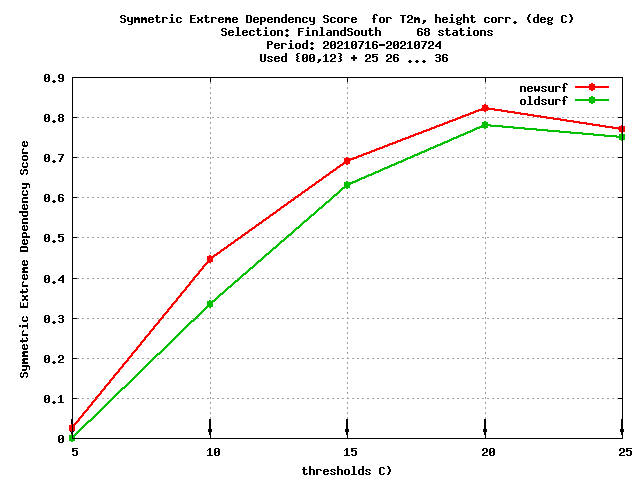 Symmetric Extreme Dependency Score  for T2m, height corr. (deg C)
Selection: FinlandSouth     68 stations
Period: 20210716-20210724
Used {00,12} + 25 26 ... 36
newsurf
oldsurf
Symmetric Extreme Dependency Score
0.9
0.8
0.7
0.6
0.5
0.4
0.3
0.2
0.1
0
5 10 15 20 25
thresholds C)